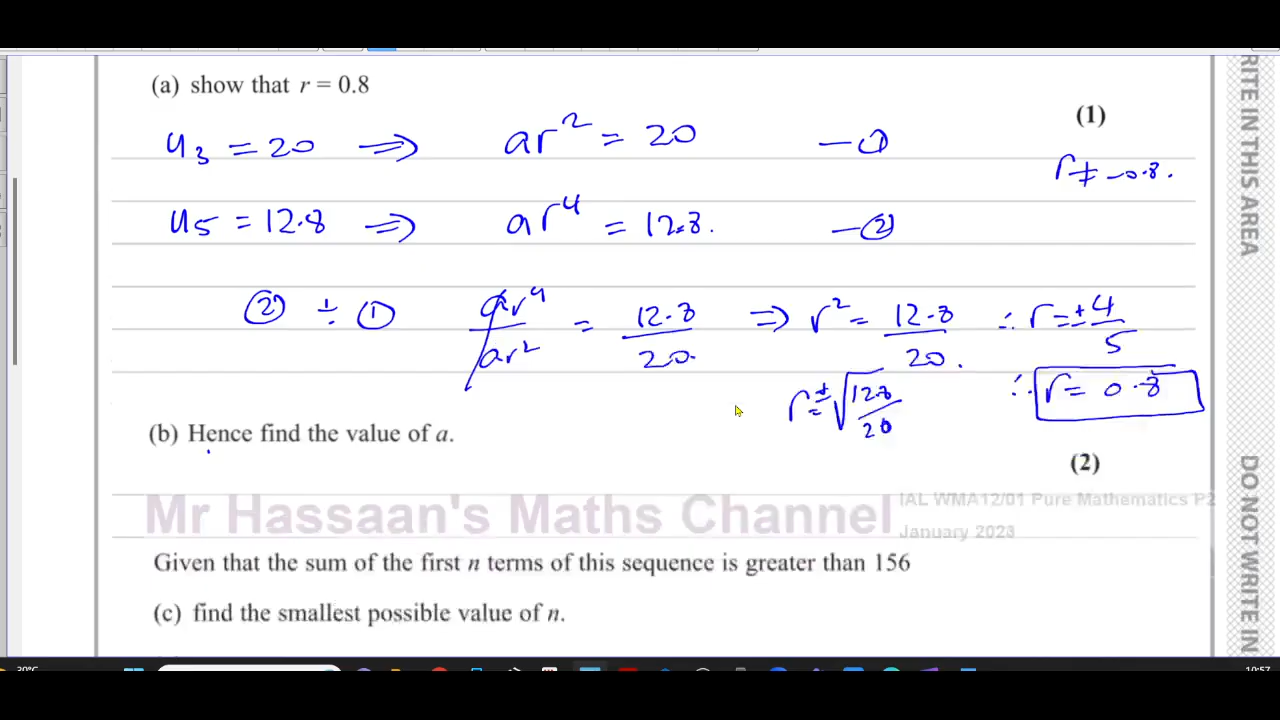 (a) show that r = 0.8
(1)
u3 = 20 ⇒ ar² = 20 —①
r ≠ -0.8.
u5 = 12.8 ⇒ ar⁴ = 12.8. —②
② ÷ ① ar⁴/ar² = 12.8/20. ⇒ r² = 12.8/20. ∴ r = ± 4/5
r = ± √12.8/20 ∴ r = 0.8
(b) Hence find the value of a.
(2)
Mr Hassaan's Maths Channel
IAL WMA12/01 Pure Mathematics P2
January 2023
Given that the sum of the first n terms of this sequence is greater than 156
(c) find the smallest possible value of n.
RITE IN THIS AREA
DO NOT WRITE IN
30°C
10:57